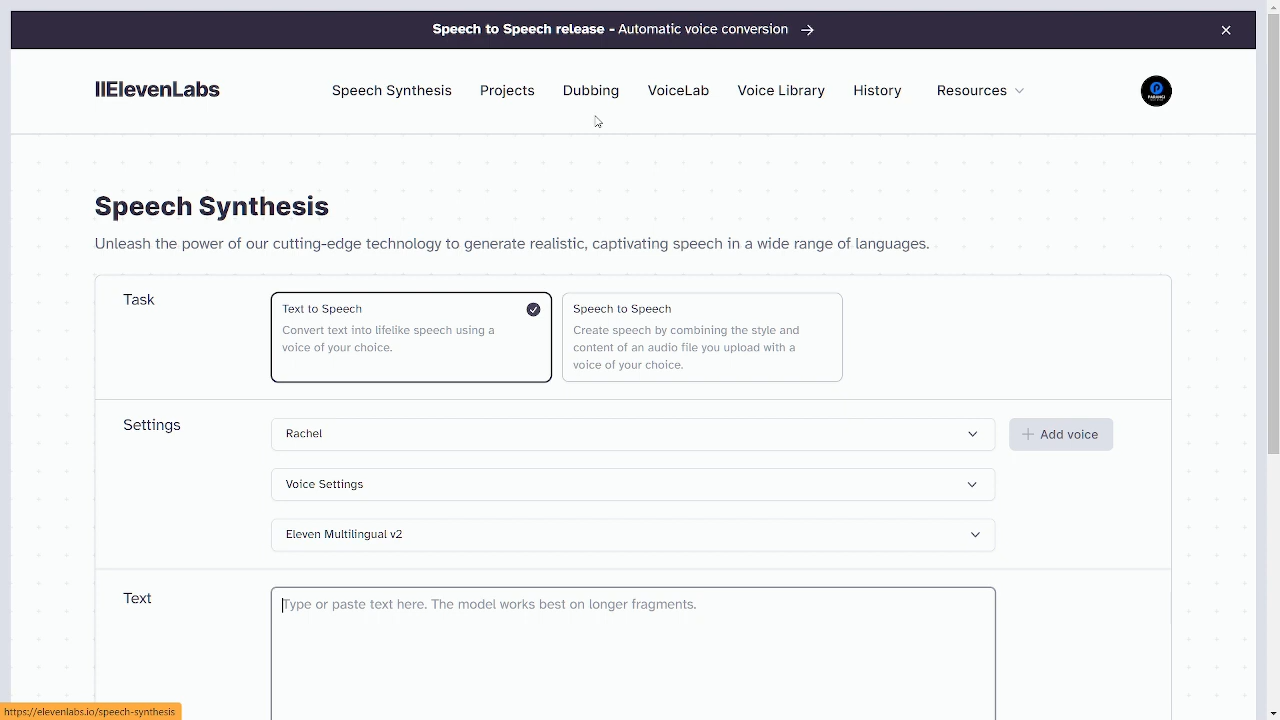 Speech to Speech release - Automatic voice conversion →
IIElevenLabs
Speech Synthesis Projects Dubbing VoiceLab Voice Library History Resources
Speech Synthesis
Unleash the power of our cutting-edge technology to generate realistic, captivating speech in a wide range of languages.
Task
Text to Speech
Convert text into lifelike speech using a
voice of your choice.
Speech to Speech
Create speech by combining the style and
content of an audio file you upload with a
voice of your choice.
Settings
Rachel
+ Add voice
Voice Settings
Eleven Multilingual v2
Text
Type or paste text here. The model works best on longer fragments.
https://elevenlabs.io/speech-synthesis